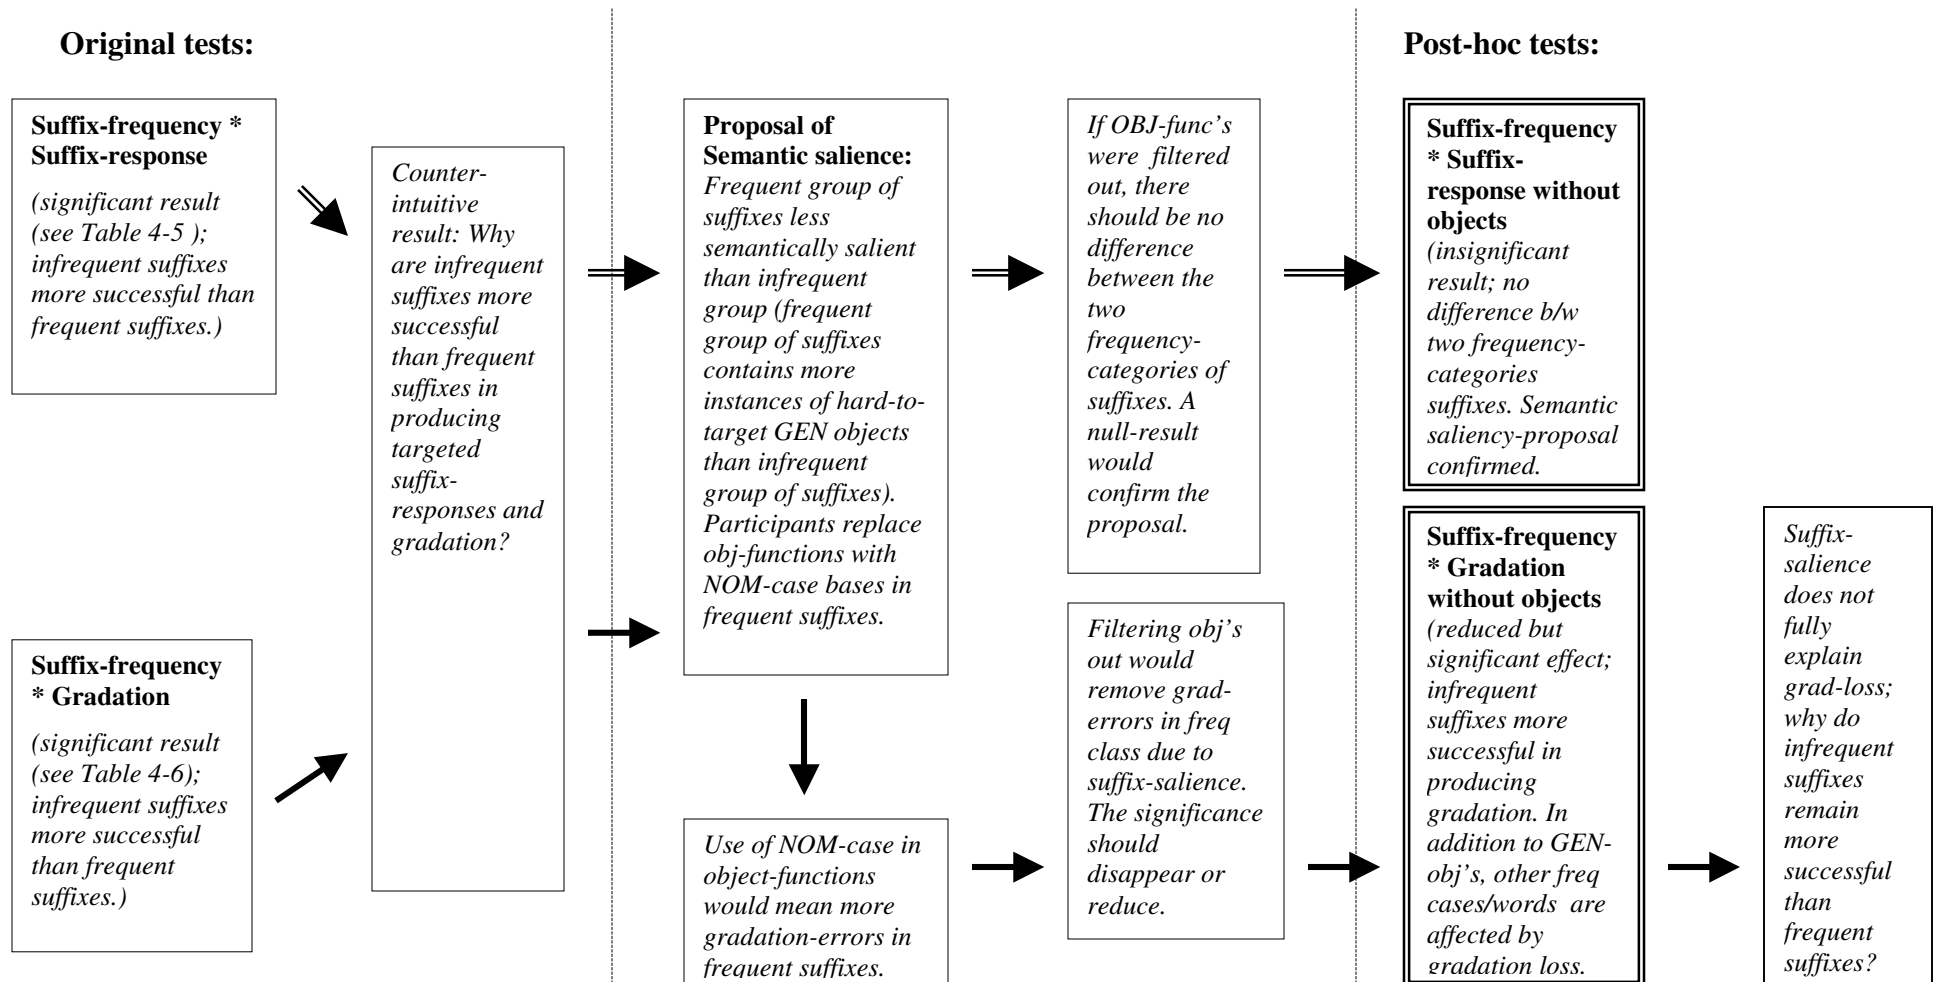 Original tests:
Post-hoc tests:
Suffix-frequency *
Suffix-response
(significant result
(see Table 4-5 );
infrequent suffixes
more successful than
frequent suffixes.)
Suffix-frequency
* Gradation
(significant result
(see Table 4-6);
infrequent suffixes
more successful
than frequent
suffixes.)
Counter-
intuitive
result: Why
are infrequent
suffixes more
successful
than frequent
suffixes in
producing
targeted
suffix-
responses and
gradation?
Proposal of
Semantic salience:
Frequent group of
suffixes less
semantically salient
than infrequent
group (frequent
group of suffixes
contains more
instances of hard-to-
target GEN objects
than infrequent
group of suffixes).
Participants replace
obj-functions with
NOM-case bases in
frequent suffixes.
Use of NOM-case in
object-functions
would mean more
gradation-errors in
frequent suffixes.
If OBJ-func’s
were filtered
out, there
should be no
difference
between the
two
frequency-
categories of
suffixes. A
null-result
would
confirm the
proposal.
Filtering obj’s
out would
remove grad-
errors in freq
class due to
suffix-salience.
The significance
should
disappear or
reduce.
Suffix-frequency
* Suffix-
response without
objects
(insignificant
result; no
difference b/w
two frequency-
categories
suffixes. Semantic
saliency-proposal
confirmed.
Suffix-frequency
* Gradation
without objects
(reduced but
significant effect;
infrequent
suffixes more
successful in
producing
gradation. In
addition to GEN-
obj’s, other freq
cases/words are
affected by
gradation loss.
Suffix-
salience
does not
fully
explain
grad-loss;
why do
infrequent
suffixes
remain
more
successful
than
frequent
suffixes?